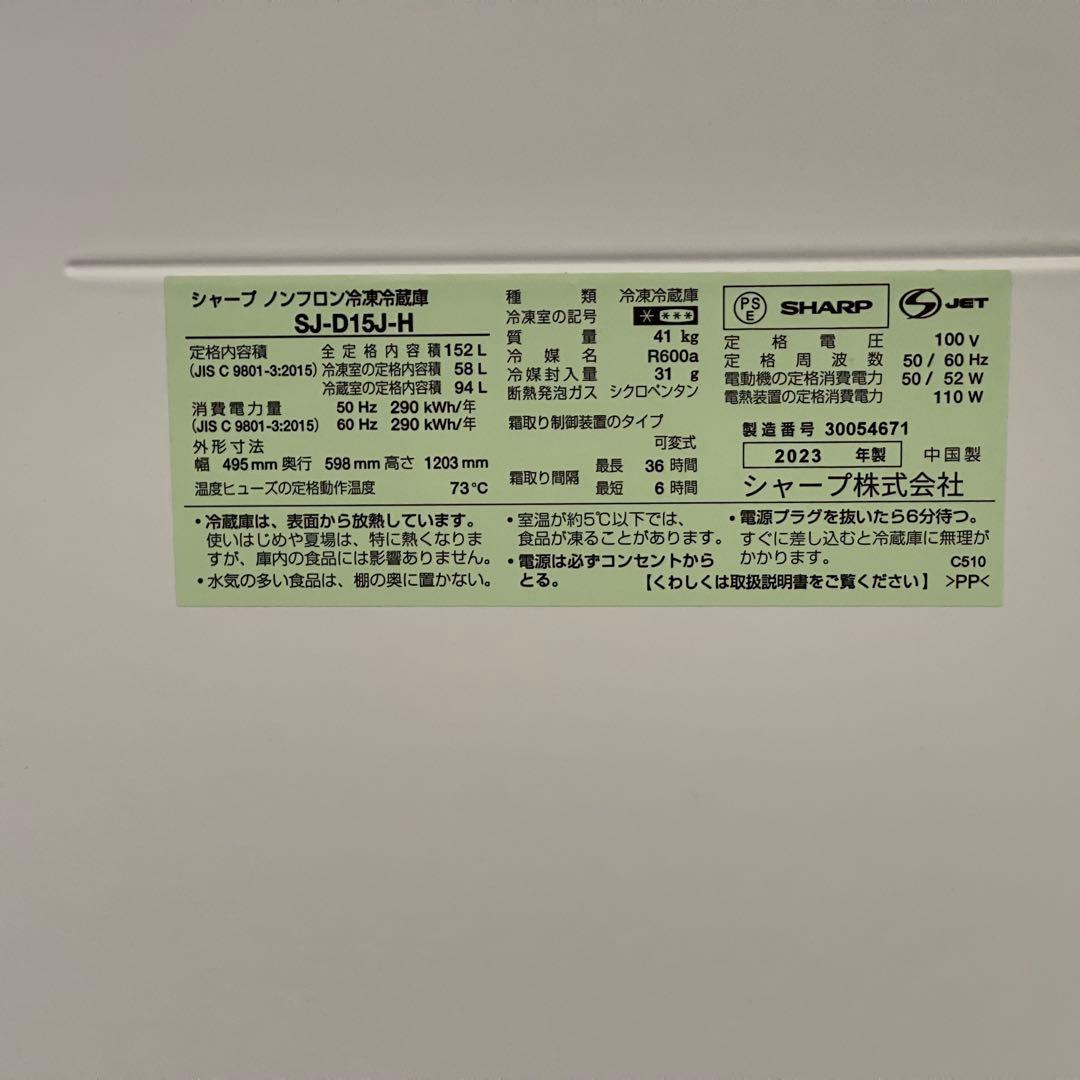 シャープ ノンフロン冷凍冷蔵庫
SJ-D15J-H
定格内容積 全定格内容積 152 L
(JIS C 9801-3:2015) 冷凍室の定格内容積 58 L
冷蔵室の定格内容積 94 L
消費電力量 50 Hz 290 kWh/年
(JIS C 9801-3:2015) 60 Hz 290 kWh/年
外形寸法
幅 495 mm 奥行 598 mm 高さ 1203 mm
温度ヒューズの定格動作温度 73℃
種類 冷凍冷蔵庫
冷凍室の記号 * ***
質量 41 kg
冷媒名 R600a
冷媒封入量 31 g
断熱発泡ガス シクロペンタン
霜取り制御装置のタイプ
可変式
霜取り間隔 最長 36 時間
最短 6 時間
PSE SHARP S JET
定格電圧 100 V
定格周波数 50 / 60 Hz
電動機の定格消費電力 50 / 52 W
電熱装置の定格消費電力 110 W
製造番号 30054671
2023 年製 中国製
シャープ株式会社
・冷蔵庫は、表面から放熱しています。
使いはじめや夏場は、特に熱くなりま
すが、庫内の食品には影響ありません。
・水気の多い食品は、棚の奥に置かない。
・室温が約5℃以下では、
食品が凍ることがあります。
・電源は必ずコンセントから
とる。
・電源プラグを抜いたら6分待つ。
すぐに差し込むと冷蔵庫に無理が
かかります。 C510
【くわしくは取扱説明書をご覧ください】 >PP<